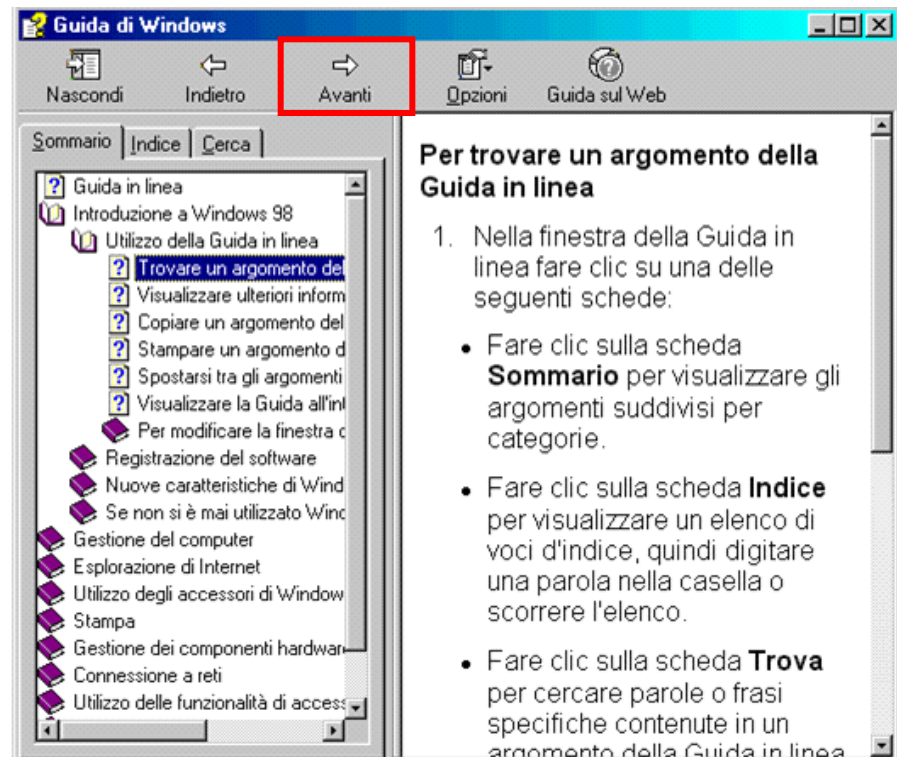 Guida di Windows
Nascondi Indietro Avanti Opzioni Guida sul Web
Sommario Indice Cerca
Guida in linea
Introduzione a Windows 98
Utilizzo della Guida in linea
Trovare un argomento del
Visualizzare ulteriori inform
Copiare un argomento del
Stampare un argomento d
Spostarsi tra gli argomenti
Visualizzare la Guida all'int
Per modificare la finestra d
Registrazione del software
Nuove caratteristiche di Wind
Se non si è mai utilizzato Wind
Gestione del computer
Esplorazione di Internet
Utilizzo degli accessori di Window
Stampa
Gestione dei componenti hardwar
Connessione a reti
Utilizzo delle funzionalità di access
Per trovare un argomento della
Guida in linea
1. Nella finestra della Guida in
linea fare clic su una delle
seguenti schede:
• Fare clic sulla scheda
Sommario per visualizzare gli
argomenti suddivisi per
categorie.
• Fare clic sulla scheda Indice
per visualizzare un elenco di
voci d'indice, quindi digitare
una parola nella casella o
scorrere l'elenco.
• Fare clic sulla scheda Trova
per cercare parole o frasi
specifiche contenute in un
argomento della Guida in linea